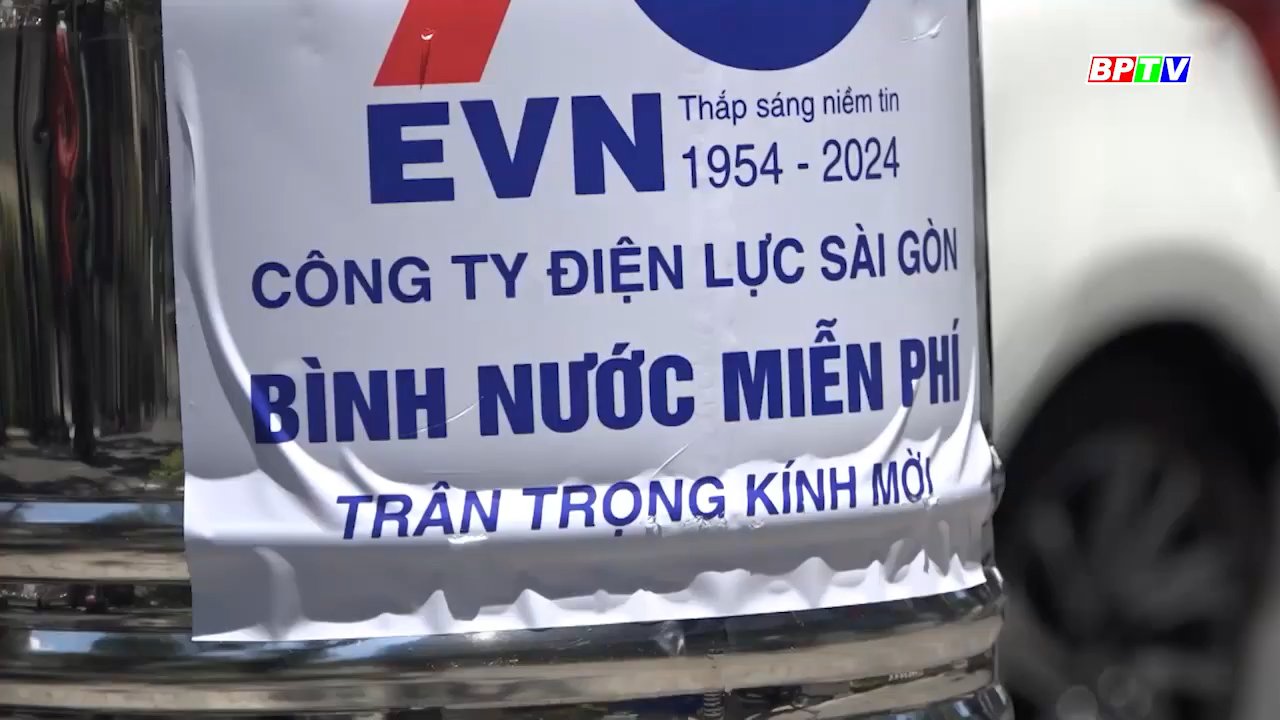 BPTV
EVN
Thắp sáng niềm tin
1954 - 2024
CÔNG TY ĐIỆN LỰC SÀI GÒN
BÌNH NƯỚC MIỄN PHÍ
TRÂN TRỌNG KÍNH MỜI